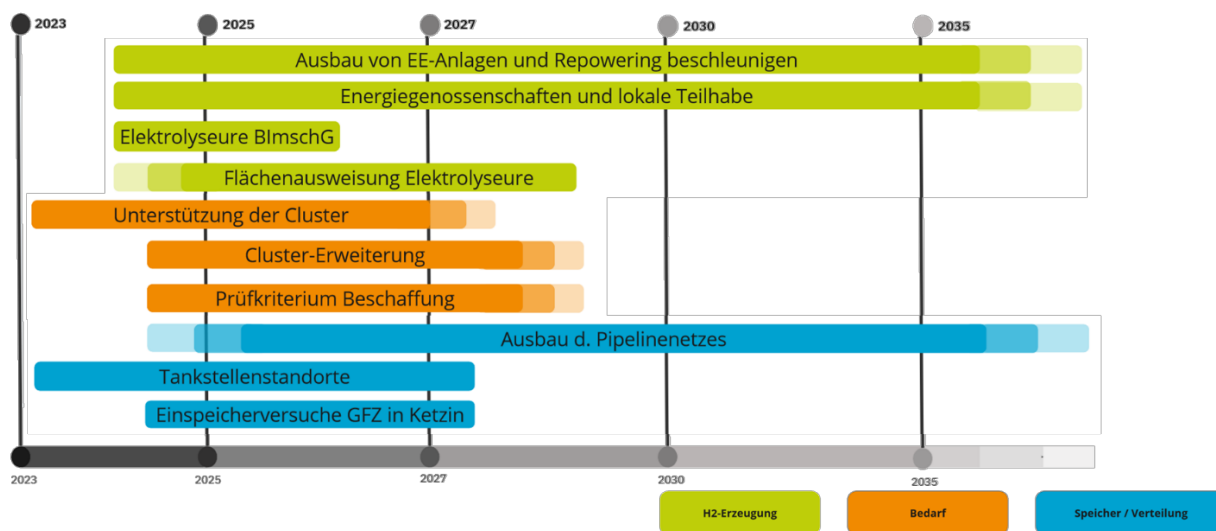 2023
2025
2027
2030
2035
Ausbau von EE-Anlagen und Repowering beschleunigen
Energiegenossenschaften und lokale Teilhabe
Elektrolyseure BImschG
Flächenausweisung Elektrolyseure
Unterstützung der Cluster
Cluster-Erweiterung
Prüfkriterium Beschaffung
Ausbau d. Pipelinenetzes
Tankstellenstandorte
Einspeicherversuche GFZ in Ketzin
2023
2025
2027
2030
2035
H2-Erzeugung
Bedarf
Speicher / Verteilung